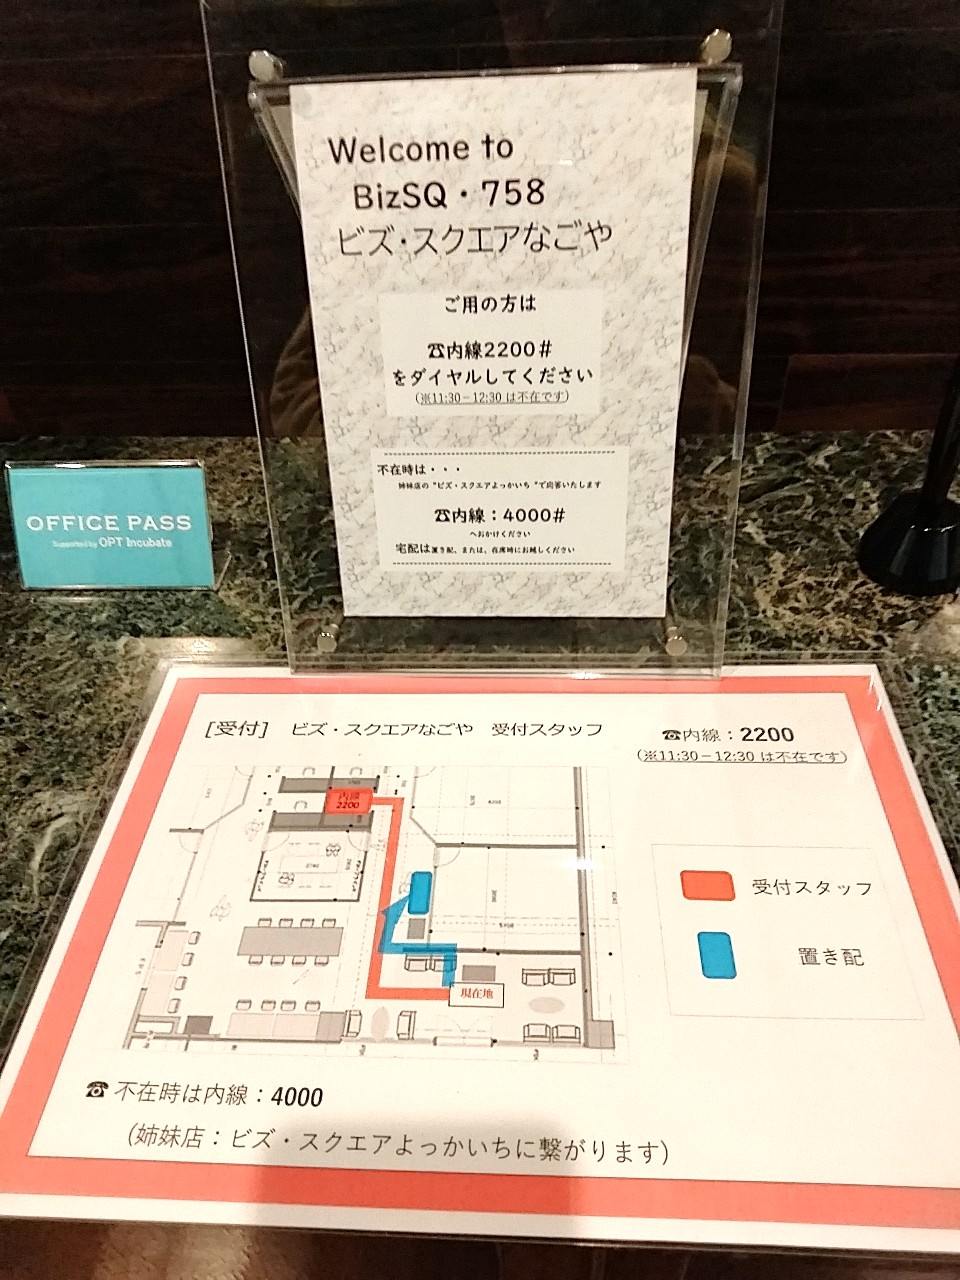 Welcome to
BizSQ・758
ビズ・スクエアなごや
ご用の方は
☎内線2200#
をダイヤルしてください
(※11:30－12:30 は不在です)
不在時は・・・
姉妹店の"ビズ・スクエアよっかいち"で応答いたします
☎内線：4000#
へおかけください
宅配は置き配、または、在席時にお越しください
OFFICE PASS
Supported by OPT Incubate
[受付] ビズ・スクエアなごや 受付スタッフ
☎内線：2200
(※11:30－12:30 は不在です)
内線
2200
現在地
受付スタッフ
置き配
☎ 不在時は内線：4000
(姉妹店：ビズ・スクエアよっかいちに繋がります)